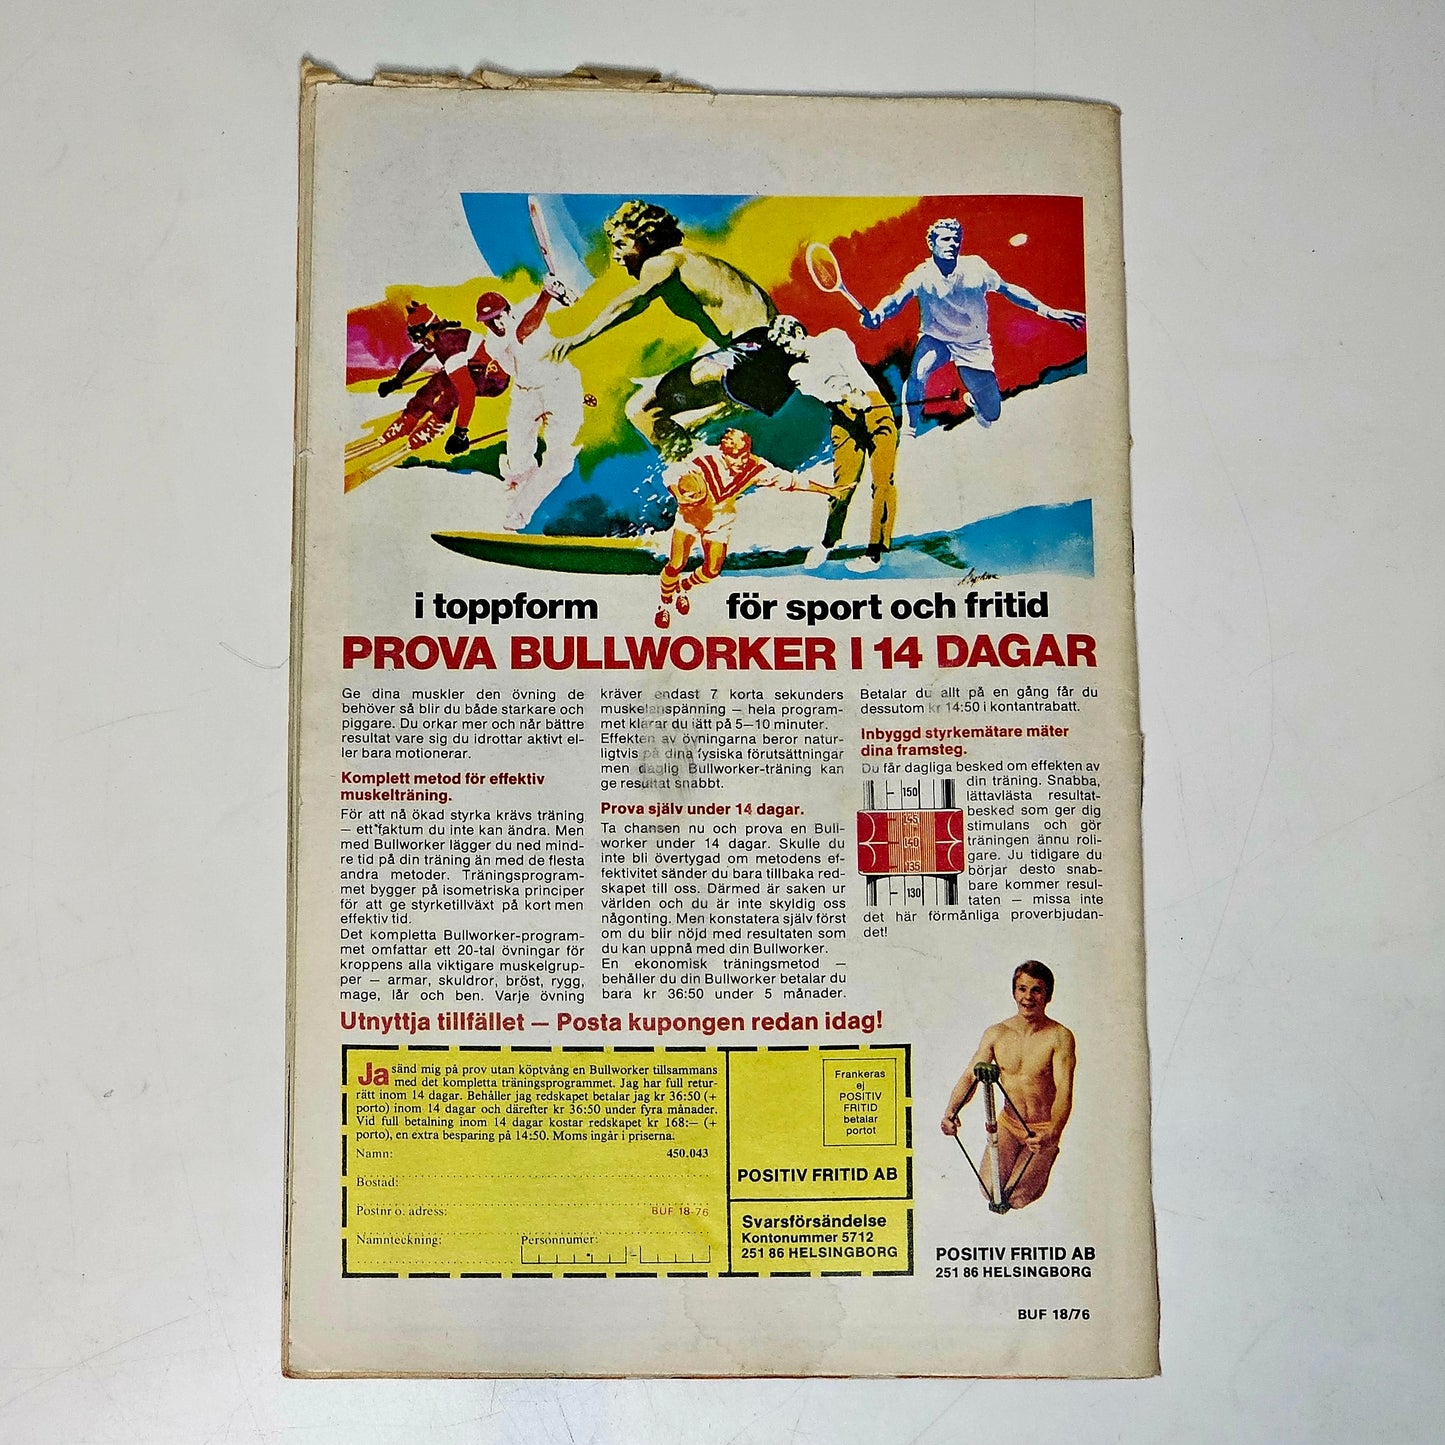 i toppform för sport och fritid
PROVA BULLWORKER I 14 DAGAR
Ge dina muskler den övning de
behöver så blir du både starkare och
piggare. Du orkar mer och når bättre
resultat vare sig du idrottar aktivt el-
ler bara motionerar.
Komplett metod för effektiv
muskelträning.
För att nå ökad styrka krävs träning
— ett faktum du inte kan ändra. Men
med Bullworker lägger du ned mind-
re tid på din träning än med de flesta
andra metoder. Träningsprogram-
met bygger på isometriska principer
för att ge styrketillväxt på kort men
effektiv tid.
Det kompletta Bullworker-program-
met omfattar ett 20-tal övningar för
kroppens alla viktigare muskelgrup-
per — armar, skuldror, bröst, rygg,
mage, lår och ben. Varje övning
kräver endast 7 korta sekunders
muskelanspänning — hela program-
met klarar du lätt på 5—10 minuter.
Effekten av övningarna beror natur-
ligtvis på dina fysiska förutsättningar
men daglig Bullworker-träning kan
ge resultat snabbt.
Prova själv under 14 dagar.
Ta chansen nu och prova en Bull-
worker under 14 dagar. Skulle du
inte bli övertygad om metodens ef-
fektivitet sänder du bara tillbaka red-
skapet till oss. Därmed är saken ur
världen och du är inte skyldig oss
någonting. Men konstatera själv först
om du blir nöjd med resultaten som
du kan uppnå med din Bullworker.
En ekonomisk träningsmetod —
behåller du din Bullworker betalar du
bara kr 36:50 under 5 månader.
Betalar du allt på en gång får du
dessutom kr 14:50 i kontantrabatt.
Inbyggd styrkemätare mäter
dina framsteg.
Du får dagliga besked om effekten av
din träning. Snabba,
lättavlästa resultat-
besked som ger dig
stimulans och gör
träningen ännu roli-
gare. Ju tidigare du
börjar desto snab-
bare kommer resul-
taten — missa inte
det här förmånliga proverbjudan-
det!
150
145
140
135
130
Utnyttja tillfället — Posta kupongen redan idag!
Ja sänd mig på prov utan köptvång en Bullworker tillsammans
med det kompletta träningsprogrammet. Jag har full retur-
rätt inom 14 dagar. Behåller jag redskapet betalar jag kr 36:50 (+
porto) inom 14 dagar och därefter kr 36:50 under fyra månader.
Vid full betalning inom 14 dagar kostar redskapet kr 168:— (+
porto), en extra besparing på 14:50. Moms ingår i priserna.
Namn: 450.043
Bostad:
Postnr o. adress: BUF 18-76
Namnteckning: Personnummer:
Frankeras
ej
POSITIV
FRITID
betalar
portot
POSITIV FRITID AB
Svarsförsändelse
Kontonummer 5712
251 86 HELSINGBORG
POSITIV FRITID AB
251 86 HELSINGBORG
BUF 18/76